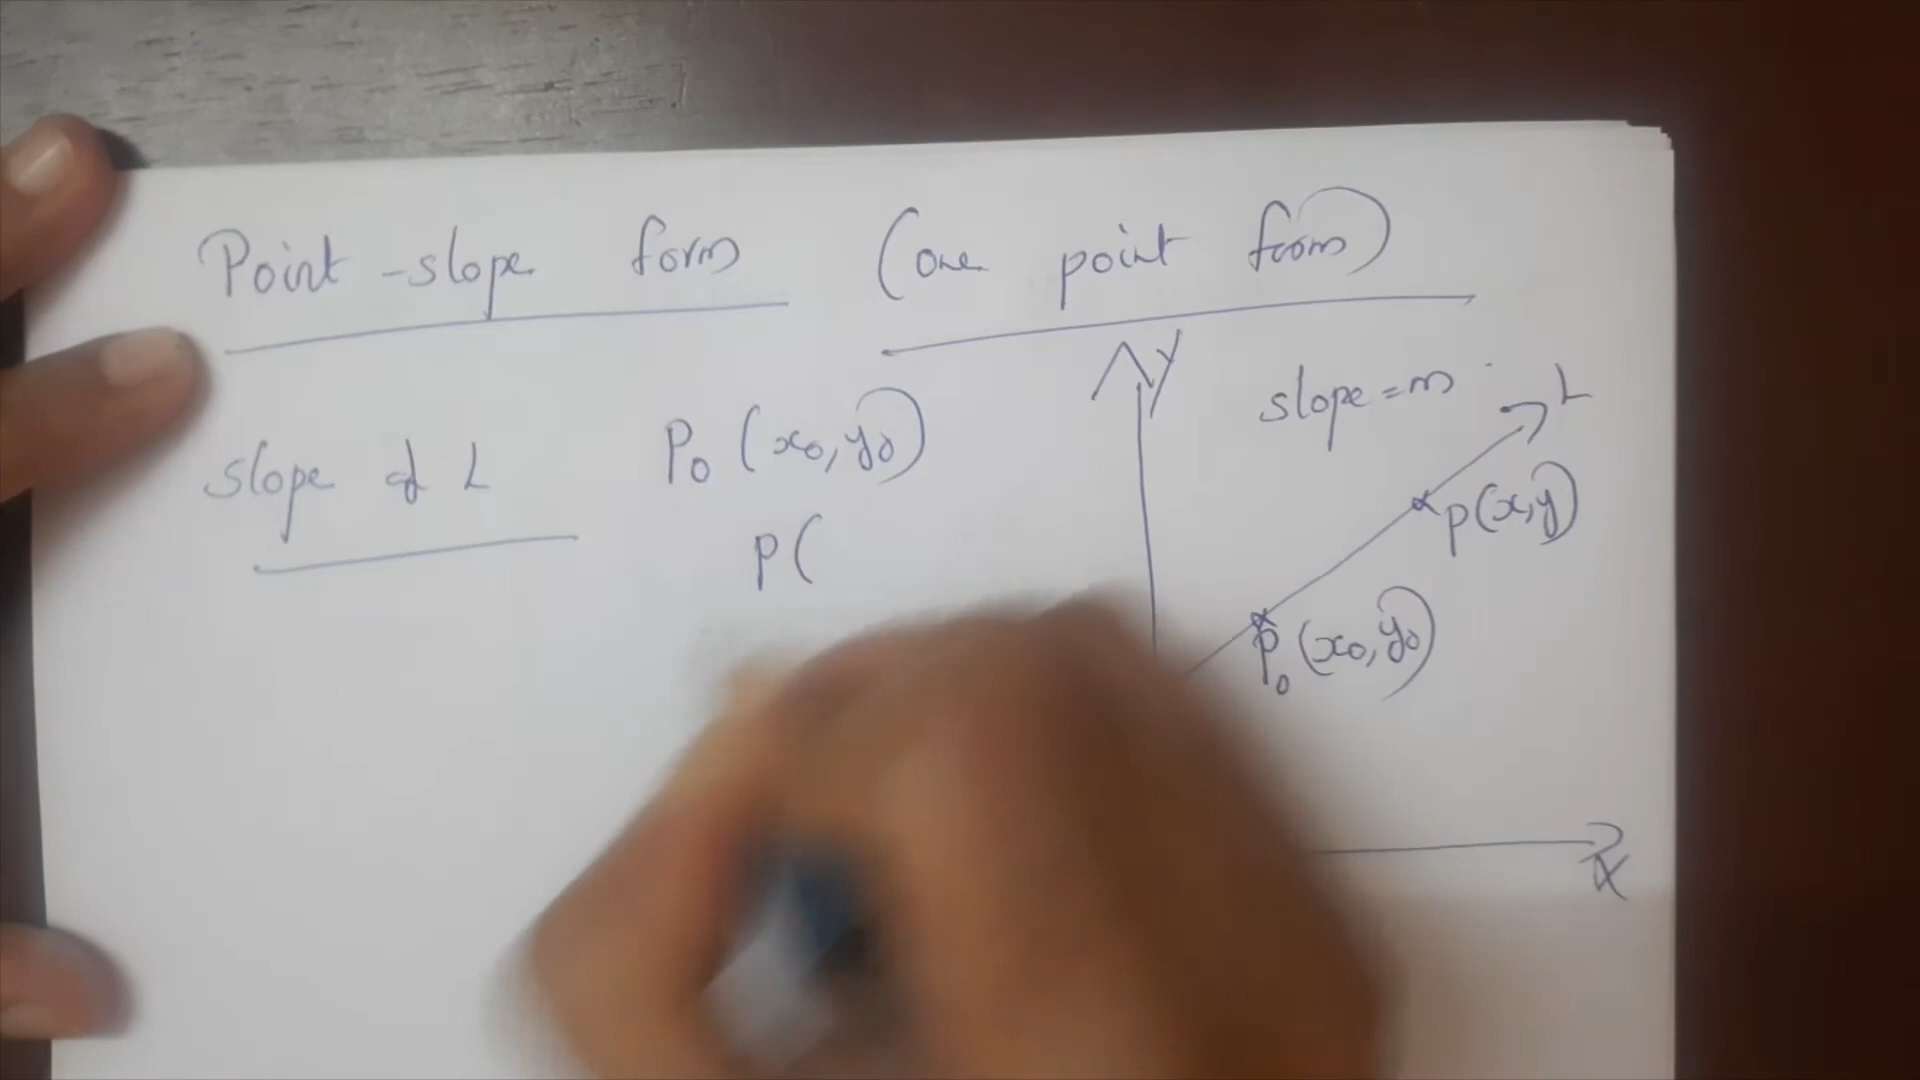 Point -slope form (one point form)
slope of L P₀ (x₀, y₀)
P(
Y
slope = m
L
P(x,y)
P₀ (x₀, y₀)
X